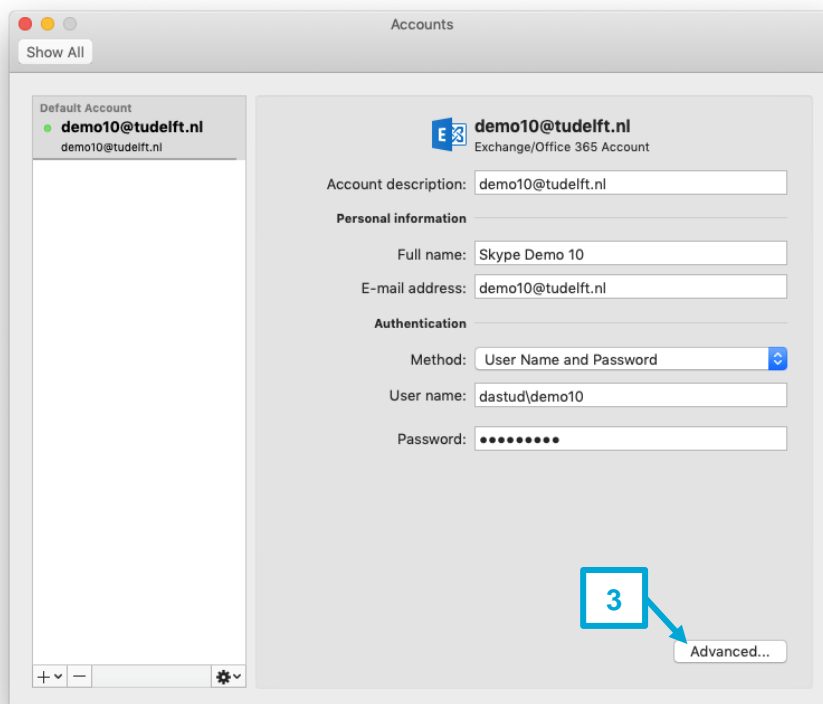 Accounts
Show All
Default Account
demo10@tudelft.nl
demo10@tudelft.nl
E
demo10@tudelft.nl
Exchange/Office 365 Account
Account description: demo10@tudelft.nl
Personal information
Full name: Skype Demo 10
E-mail address: demo10@tudelft.nl
Authentication
Method: User Name and Password
User name: dastud\demo10
Password: •••••••••
3
Advanced...